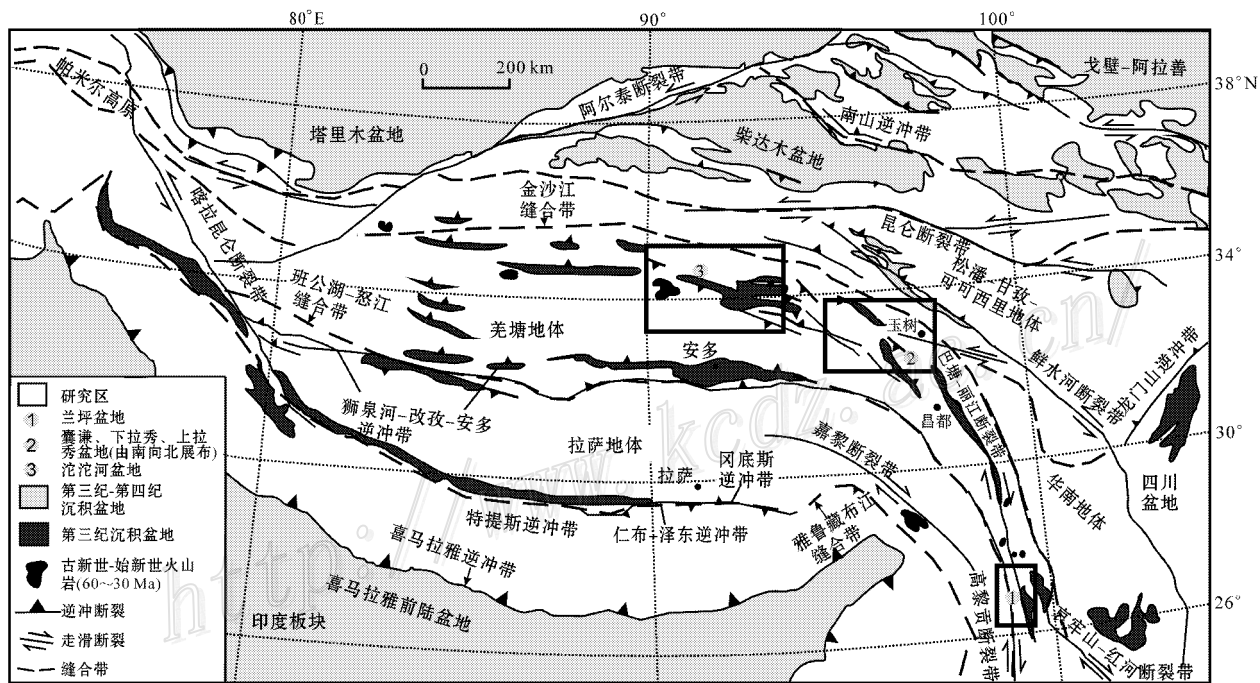 80°E
90°
100°
0 200 km
38°N
34°
30°
26°
帕米尔高原
塔里木盆地
阿尔泰断裂带
戈壁-阿拉善
南山逆冲带
柴达木盆地
金沙江
缝合带
昆仑断裂带
喀拉昆仑断裂带
松潘-甘孜-
可可西里地体
班公湖-怒江
缝合带
羌塘地体
3
玉树
2
安多
昌都
巴塘-丽江断裂带
鲜水河断裂带
龙门山逆冲带
狮泉河-改孜-安多
逆冲带
拉萨地体
嘉黎断裂带
拉萨
冈底斯
逆冲带
华南地体
四川
盆地
特提斯逆冲带
仁布-泽东逆冲带
雅鲁藏布江
缝合带
喜马拉雅逆冲带
喜马拉雅前陆盆地
印度板块
高黎贡断裂带
1
哀牢山-红河断裂带
研究区
1 兰坪盆地
2 囊谦、下拉秀、上拉
秀盆地(由南向北展布)
3 沱沱河盆地
第三纪-第四纪
沉积盆地
第三纪沉积盆地
古新世-始新世火山
岩(60~30 Ma)
逆冲断裂
走滑断裂
缝合带